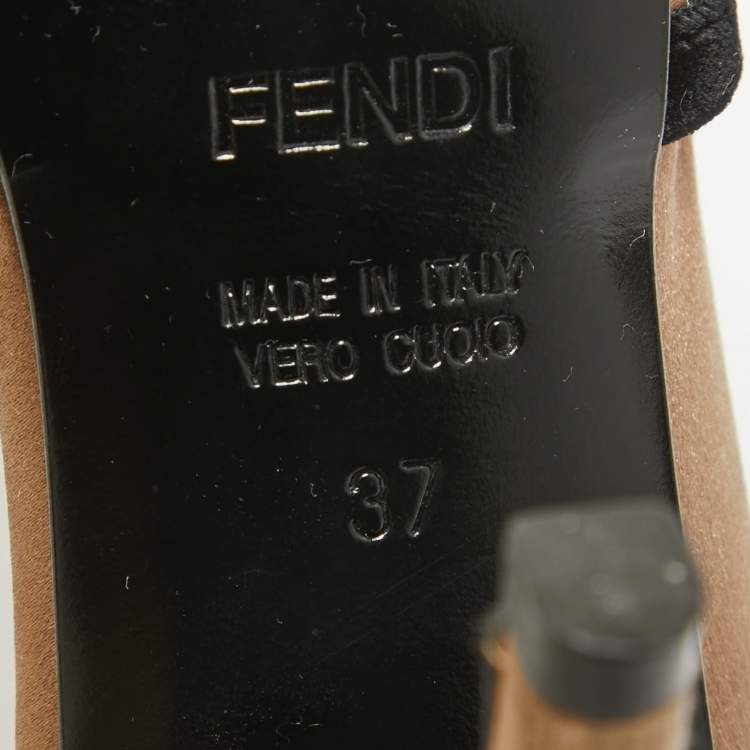 FENDI
MADE IN ITALY
VERO CUOIO
37